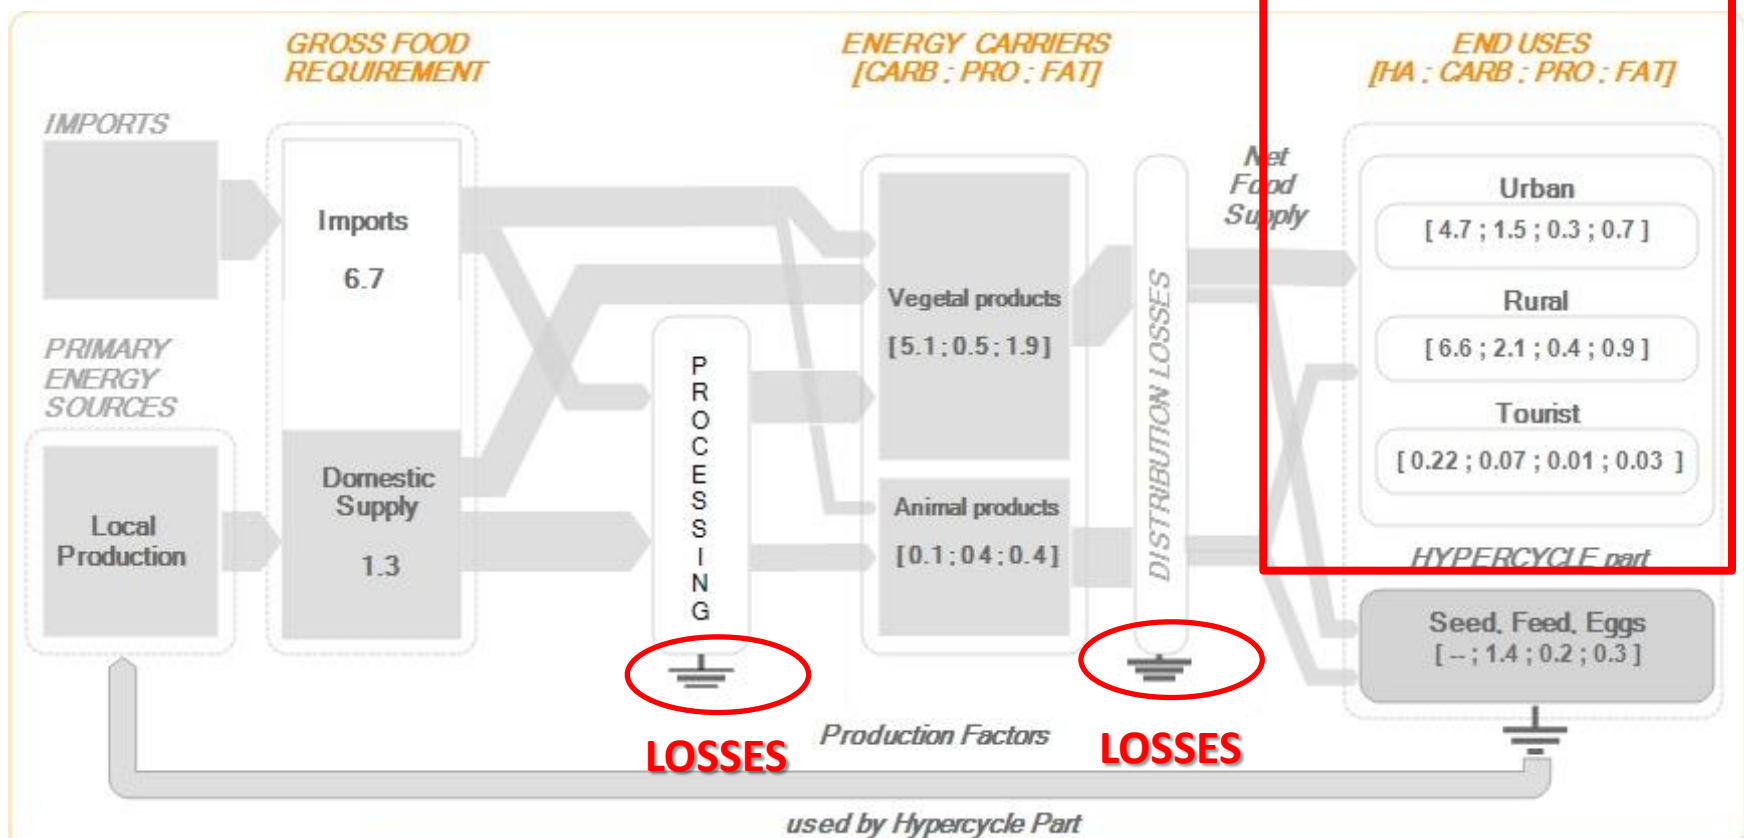 GROSS FOOD
REQUIREMENT
ENERGY CARRIERS
[CARB : PRO : FAT]
END USES
[HA : CARB : PRO : FAT]
IMPORTS
Imports
6.7
PRIMARY
ENERGY
SOURCES
Local
Production
Domestic
Supply
1.3
PROCESSING
LOSSES
Vegetal products
[5.1 ; 0.5 ; 1.9]
Animal products
[0.1 ; 04 ; 0.4]
DISTRIBUTION LOSSES
LOSSES
Net
Food
Supply
Urban
[ 4.7 ; 1.5 ; 0.3 ; 0.7 ]
Rural
[ 6.6 ; 2.1 ; 0.4 ; 0.9 ]
Tourist
[ 0.22 ; 0.07 ; 0.01 ; 0.03 ]
HYPERCYCLE part
Seed, Feed, Eggs
[ -- ; 1.4 ; 0.2 ; 0.3 ]
Production Factors
used by Hypercycle Part